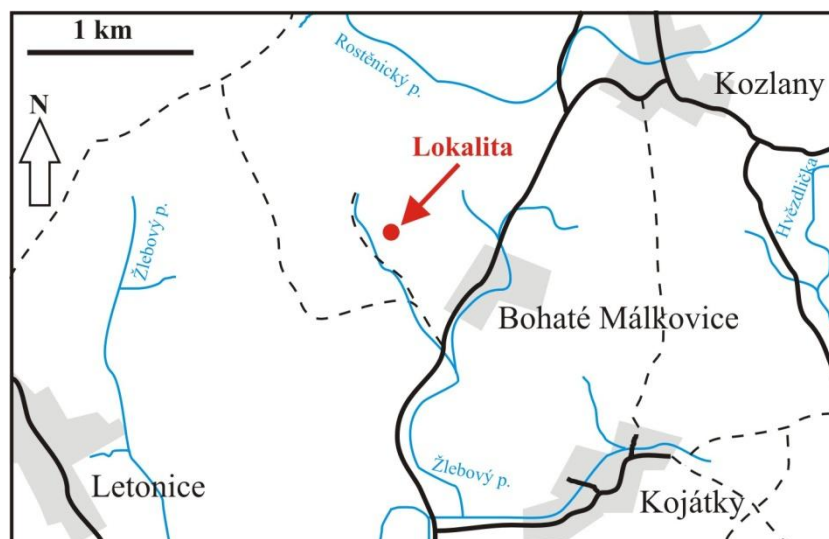 1 km
Rostěnický p.
Kozlany
N
Lokalita
Hvězdlička
Žlebový p.
Bohaté Málkovice
Žlebový p.
Letonice
Kojátky